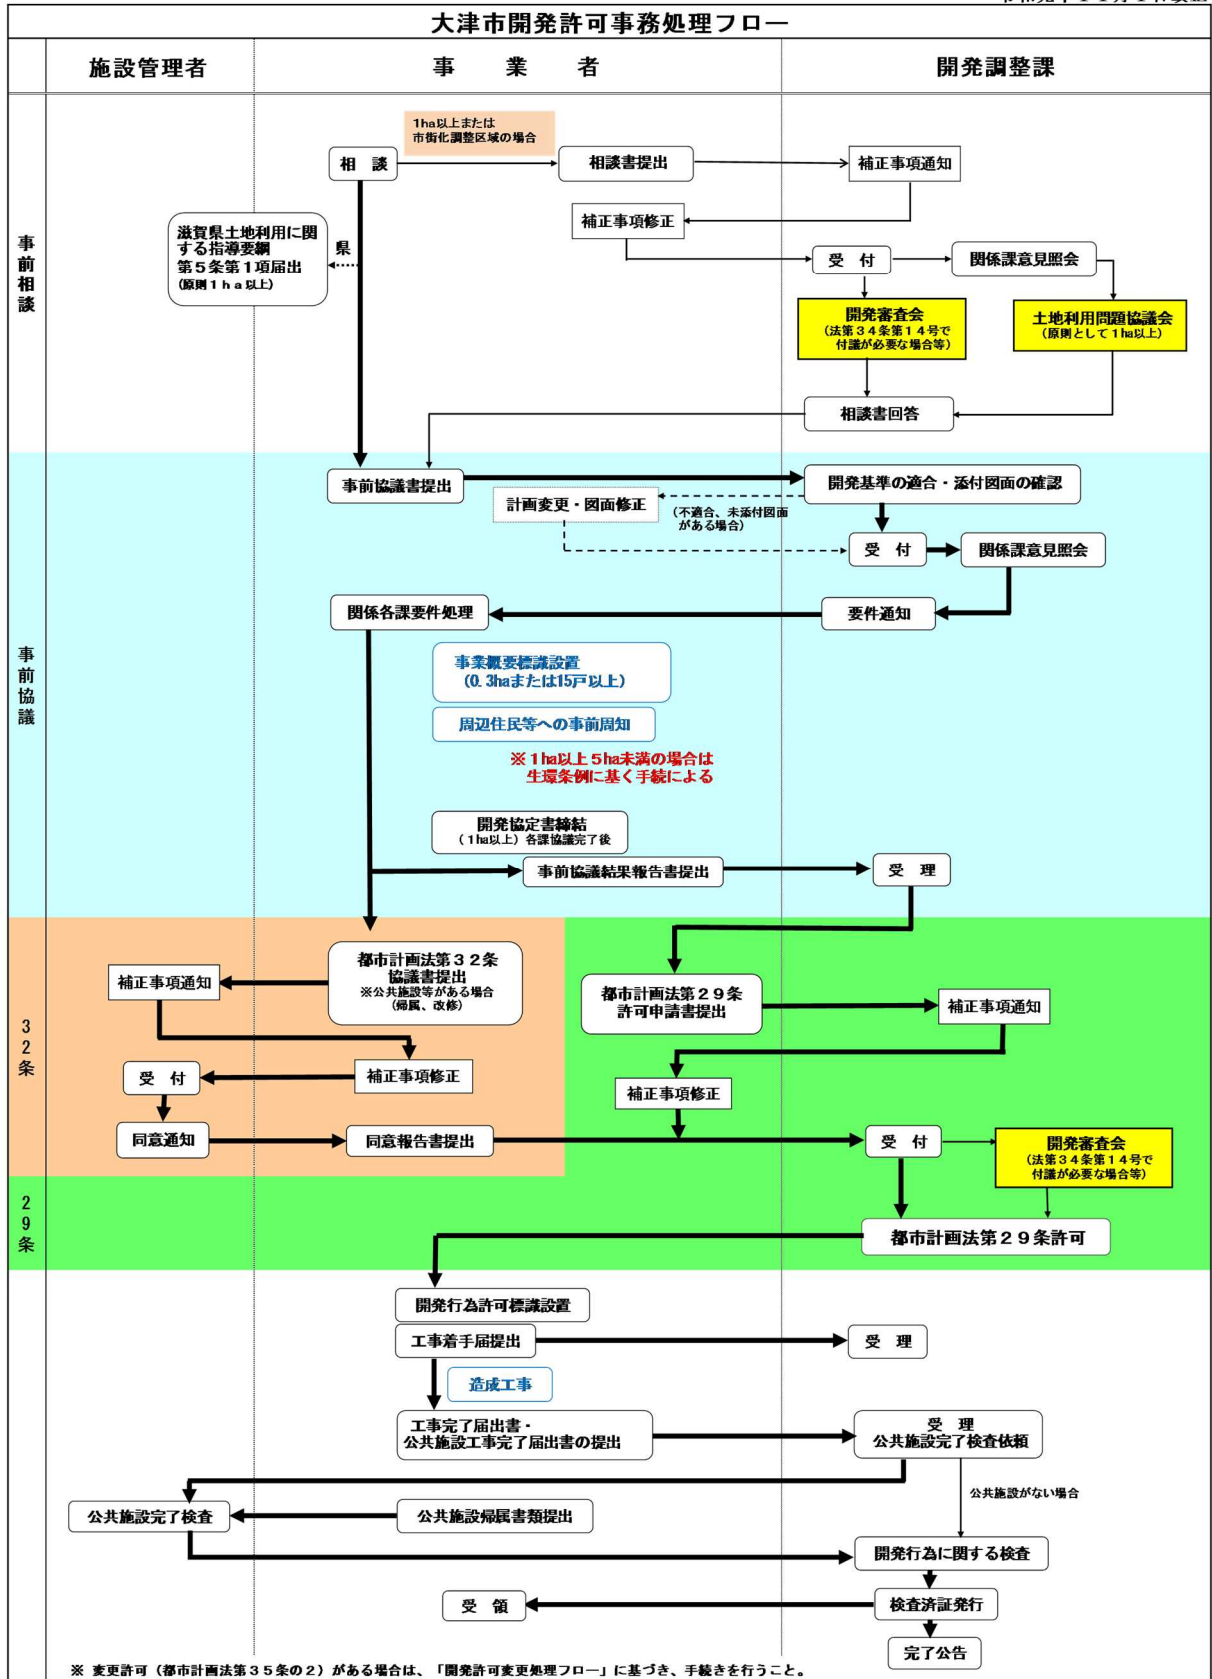 大津市開発許可事務処理フロー
施設管理者
事 業 者
開発調整課
事前相談
1ha以上または
市街化調整区域の場合
相 談
相談書提出
補正事項通知
補正事項修正
滋賀県土地利用に関
する指導要綱
第5条第1項届出
(原則1ha以上)
県
受 付
関係課意見照会
開発審査会
(法第34条第14号で
付議が必要な場合等)
土地利用問題協議会
(原則として1ha以上)
相談書回答
事前協議
事前協議書提出
開発基準の適合・添付図面の確認
計画変更・図面修正
(不適合、未添付図面
がある場合)
受 付
関係課意見照会
関係各課要件処理
要件通知
事業概要標識設置
(0.3haまたは15戸以上)
周辺住民等への事前周知
※1ha以上5ha未満の場合は
生環条例に基く手続による
開発協定書締結
(1ha以上)各課協議完了後
事前協議結果報告書提出
受 理
32条
都市計画法第32条
協議書提出
※公共施設等がある場合
(帰属、改修)
補正事項通知
都市計画法第29条
許可申請書提出
補正事項通知
受 付
補正事項修正
補正事項修正
同意通知
同意報告書提出
受 付
開発審査会
(法第34条第14号で
付議が必要な場合等)
29条
都市計画法第29条許可
開発行為許可標識設置
工事着手届提出
受 理
造成工事
工事完了届出書・
公共施設工事完了届出書の提出
受 理
公共施設完了検査依頼
公共施設がない場合
公共施設完了検査
公共施設帰属書類提出
開発行為に関する検査
受 領
検査済証発行
完了公告
※ 変更許可(都市計画法第35条の2)がある場合は、「開発許可変更処理フロー」に基づき、手続きを行うこと。